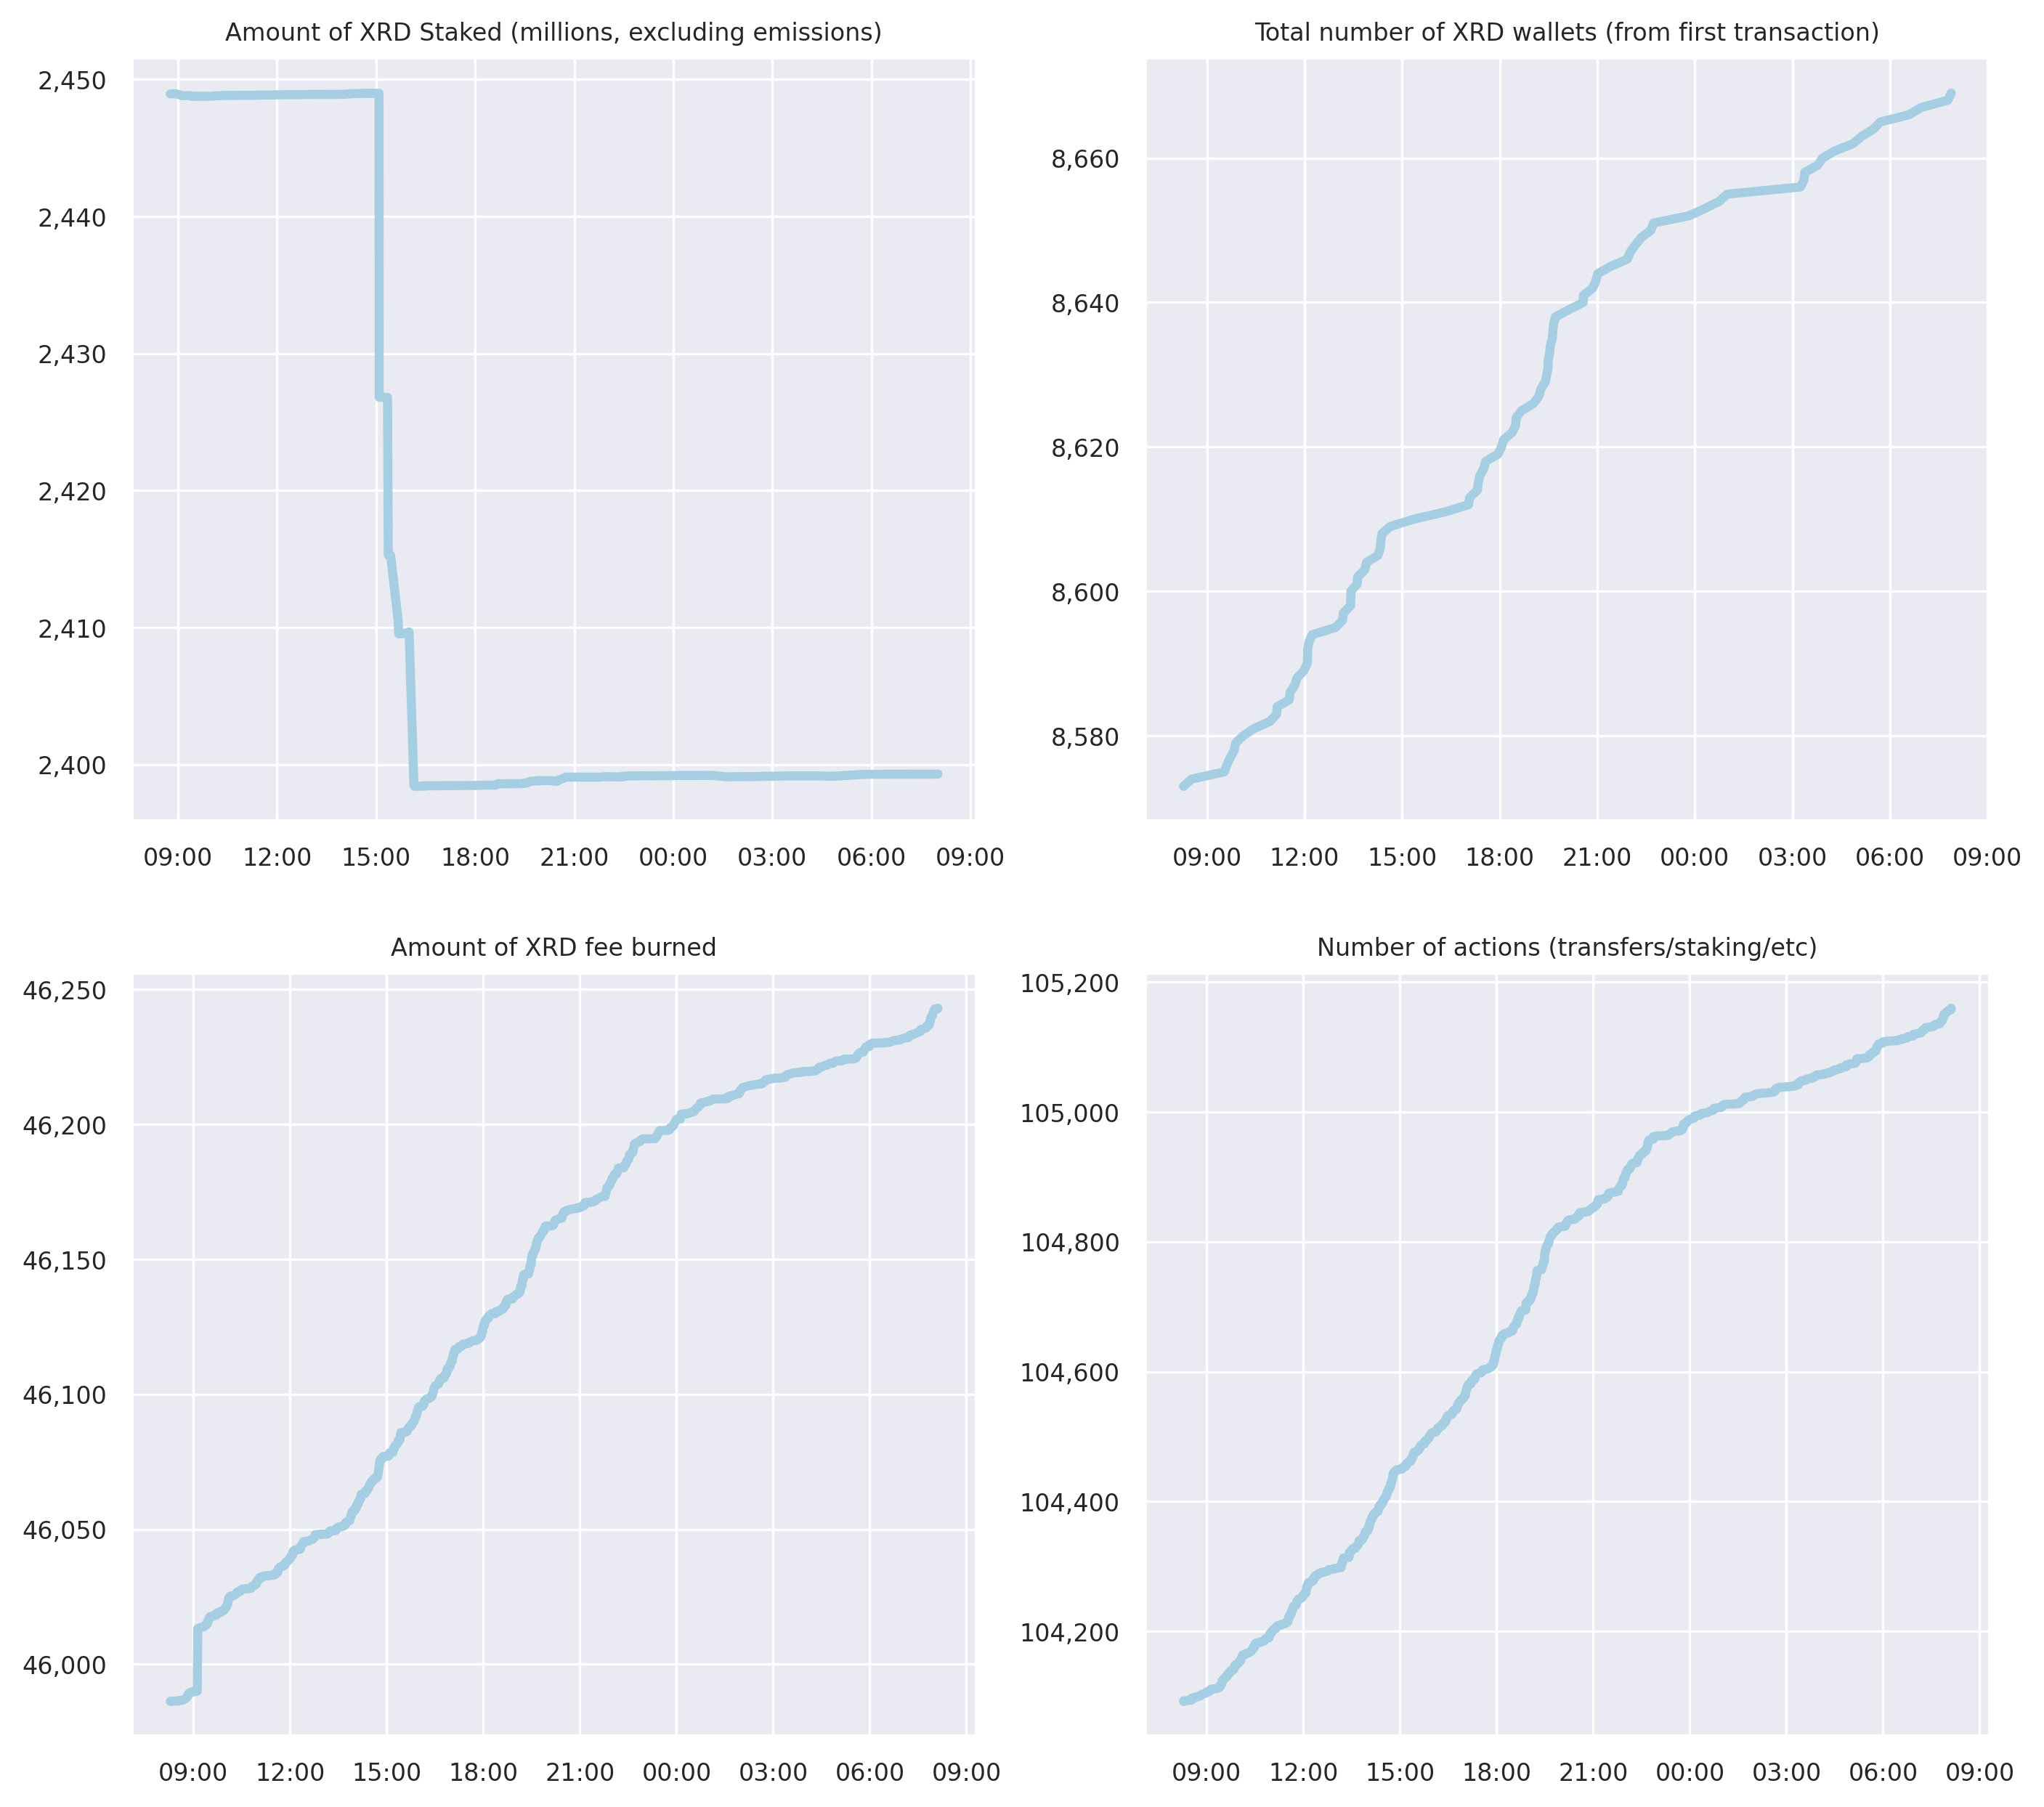 Amount of XRD Staked (millions, excluding emissions)
2,450
2,440
2,430
2,420
2,410
2,400
09:00 12:00 15:00 18:00 21:00 00:00 03:00 06:00 09:00
Total number of XRD wallets (from first transaction)
8,660
8,640
8,620
8,600
8,580
09:00 12:00 15:00 18:00 21:00 00:00 03:00 06:00 09:00
Amount of XRD fee burned
46,250
46,200
46,150
46,100
46,050
46,000
09:00 12:00 15:00 18:00 21:00 00:00 03:00 06:00 09:00
Number of actions (transfers/staking/etc)
105,200
105,000
104,800
104,600
104,400
104,200
09:00 12:00 15:00 18:00 21:00 00:00 03:00 06:00 09:00